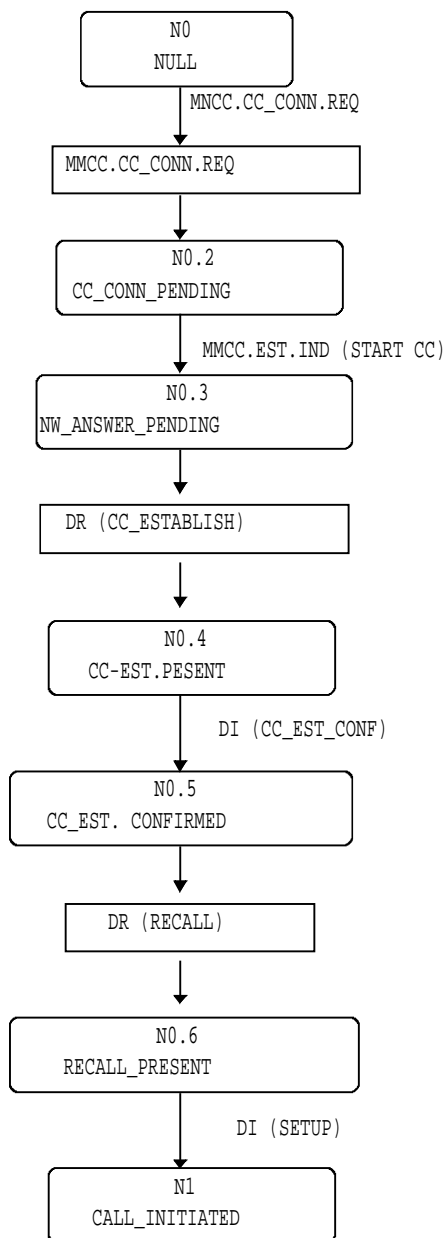 N0
NULL
MNCC.CC_CONN.REQ
MMCC.CC_CONN.REQ
N0.2
CC_CONN_PENDING
MMCC.EST.IND (START CC)
N0.3
NW_ANSWER_PENDING
DR (CC_ESTABLISH)
N0.4
CC-EST.PESENT
DI (CC_EST_CONF)
N0.5
CC_EST. CONFIRMED
DR (RECALL)
N0.6
RECALL_PRESENT
DI (SETUP)
N1
CALL_INITIATED